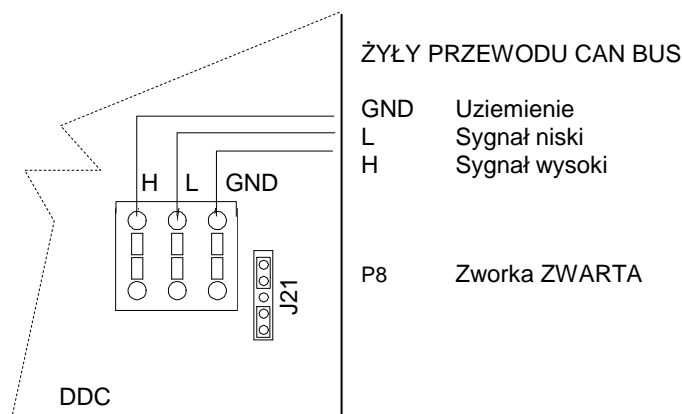 ŻYŁY PRZEWODU CAN BUS
GND Uziemienie
L Sygnał niski
H Sygnał wysoki
P8 Zworka ZWARTA
H L GND
J21
DDC